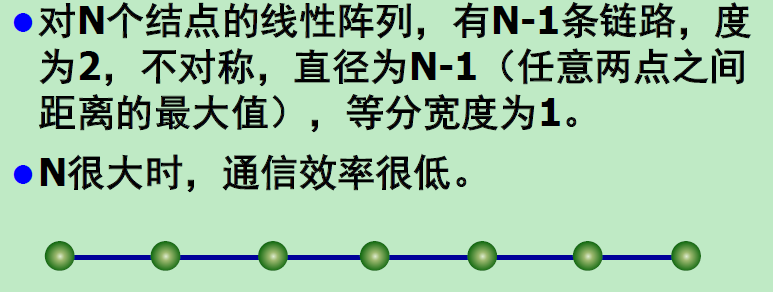 ●对N个结点的线性阵列，有N-1条链路，度
为2，不对称，直径为N-1（任意两点之间
距离的最大值），等分宽度为1。
●N很大时，通信效率很低。